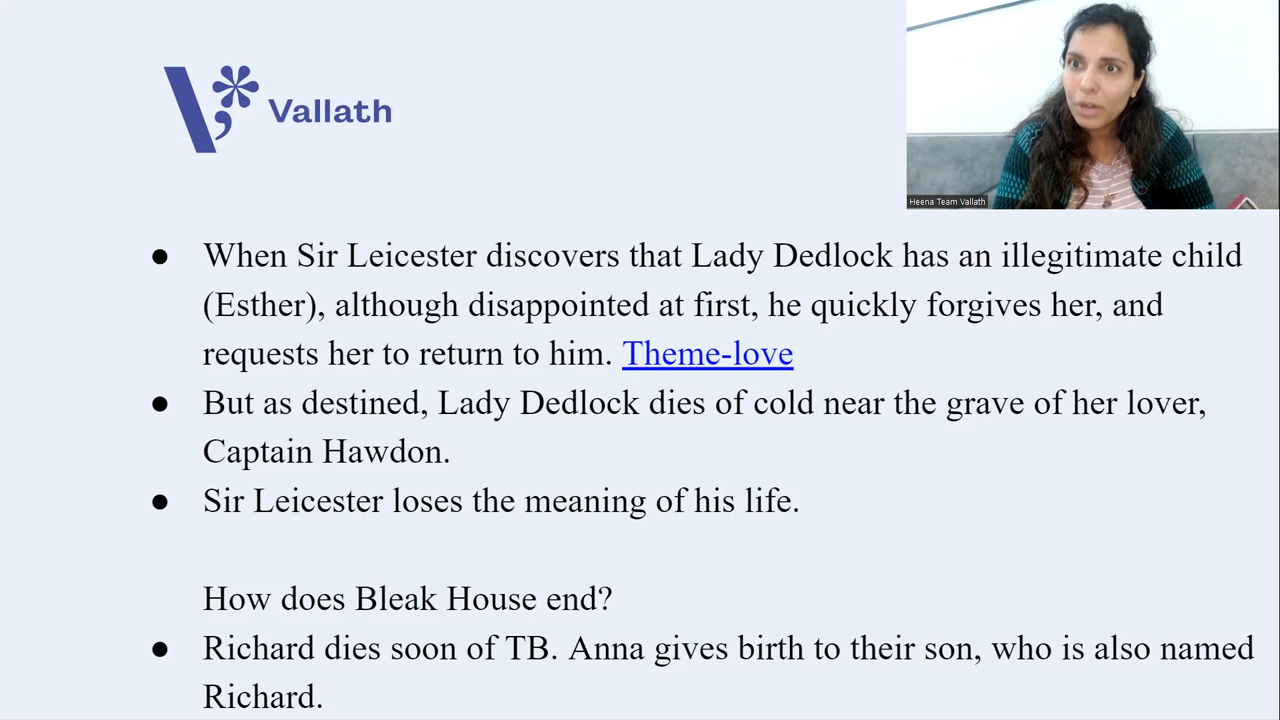 Vallath
Heena Team Vallath
● When Sir Leicester discovers that Lady Dedlock has an illegitimate child
(Esther), although disappointed at first, he quickly forgives her, and
requests her to return to him. Theme-love
● But as destined, Lady Dedlock dies of cold near the grave of her lover,
Captain Hawdon.
● Sir Leicester loses the meaning of his life.
How does Bleak House end?
● Richard dies soon of TB. Anna gives birth to their son, who is also named
Richard.